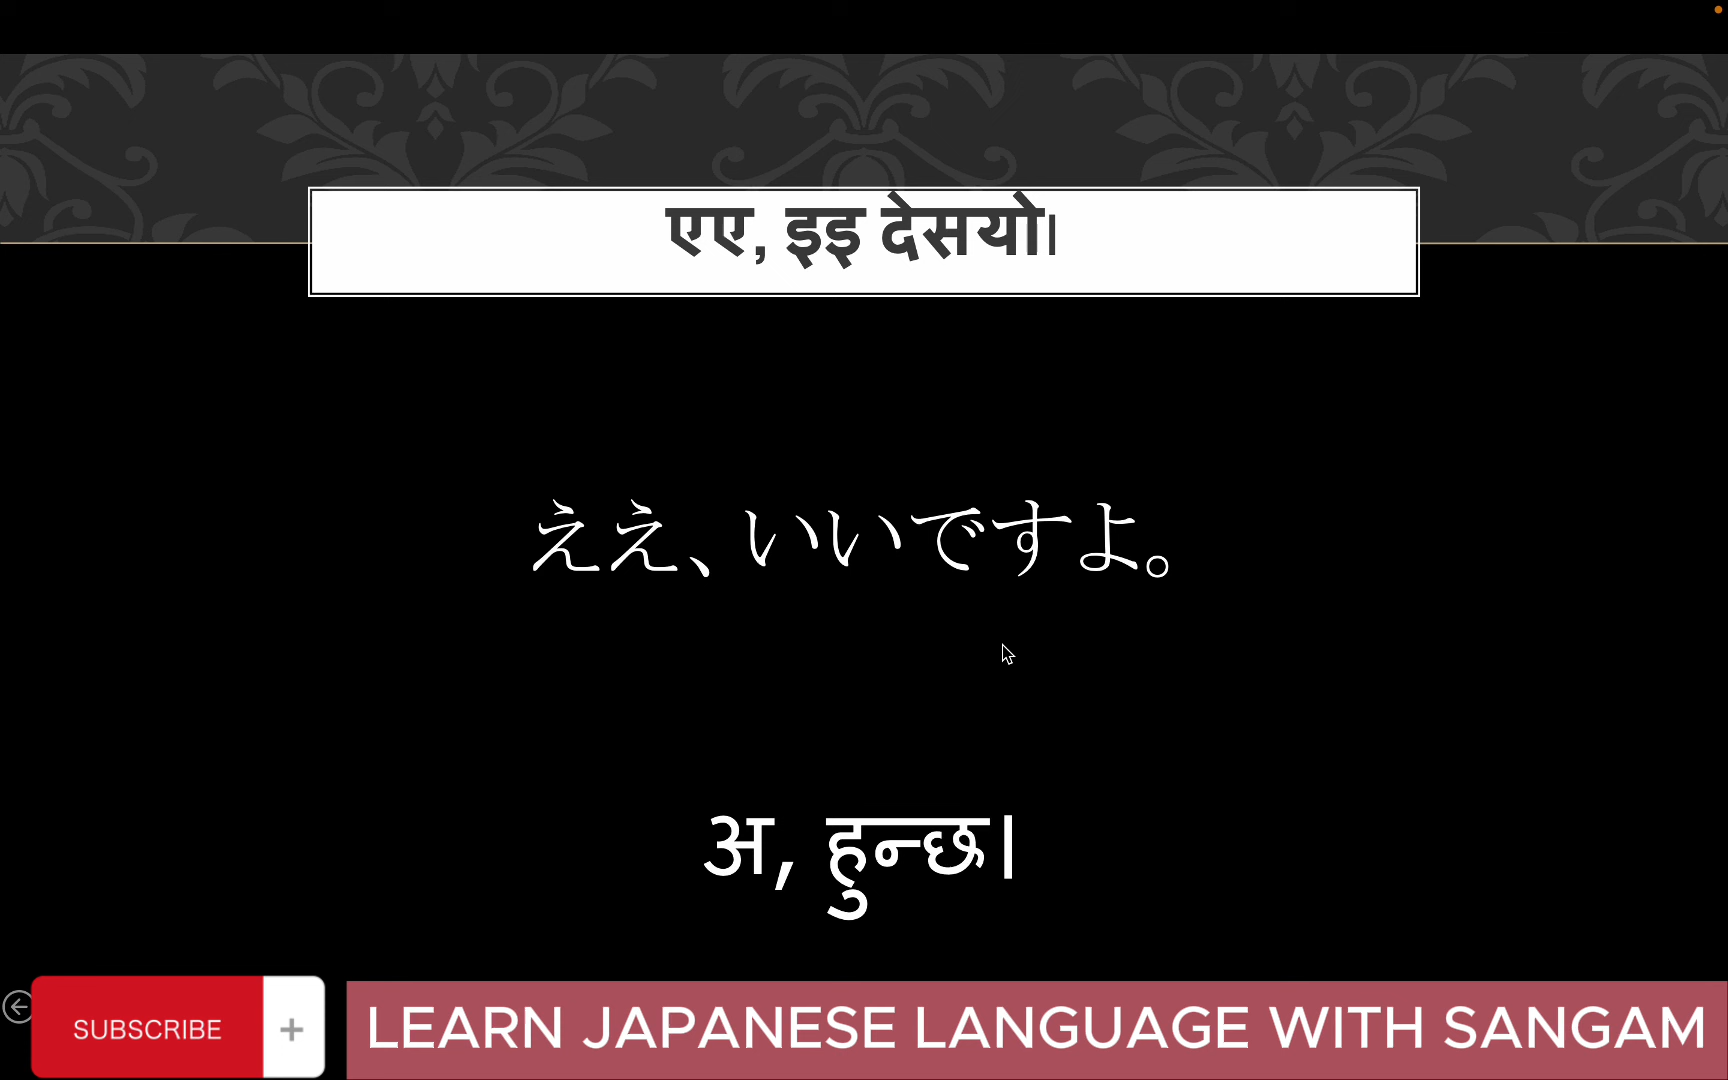 एए, इइ देसयो।
ええ、いいですよ。
अ, हुन्छ।
SUBSCRIBE +
LEARN JAPANESE LANGUAGE WITH SANGAM